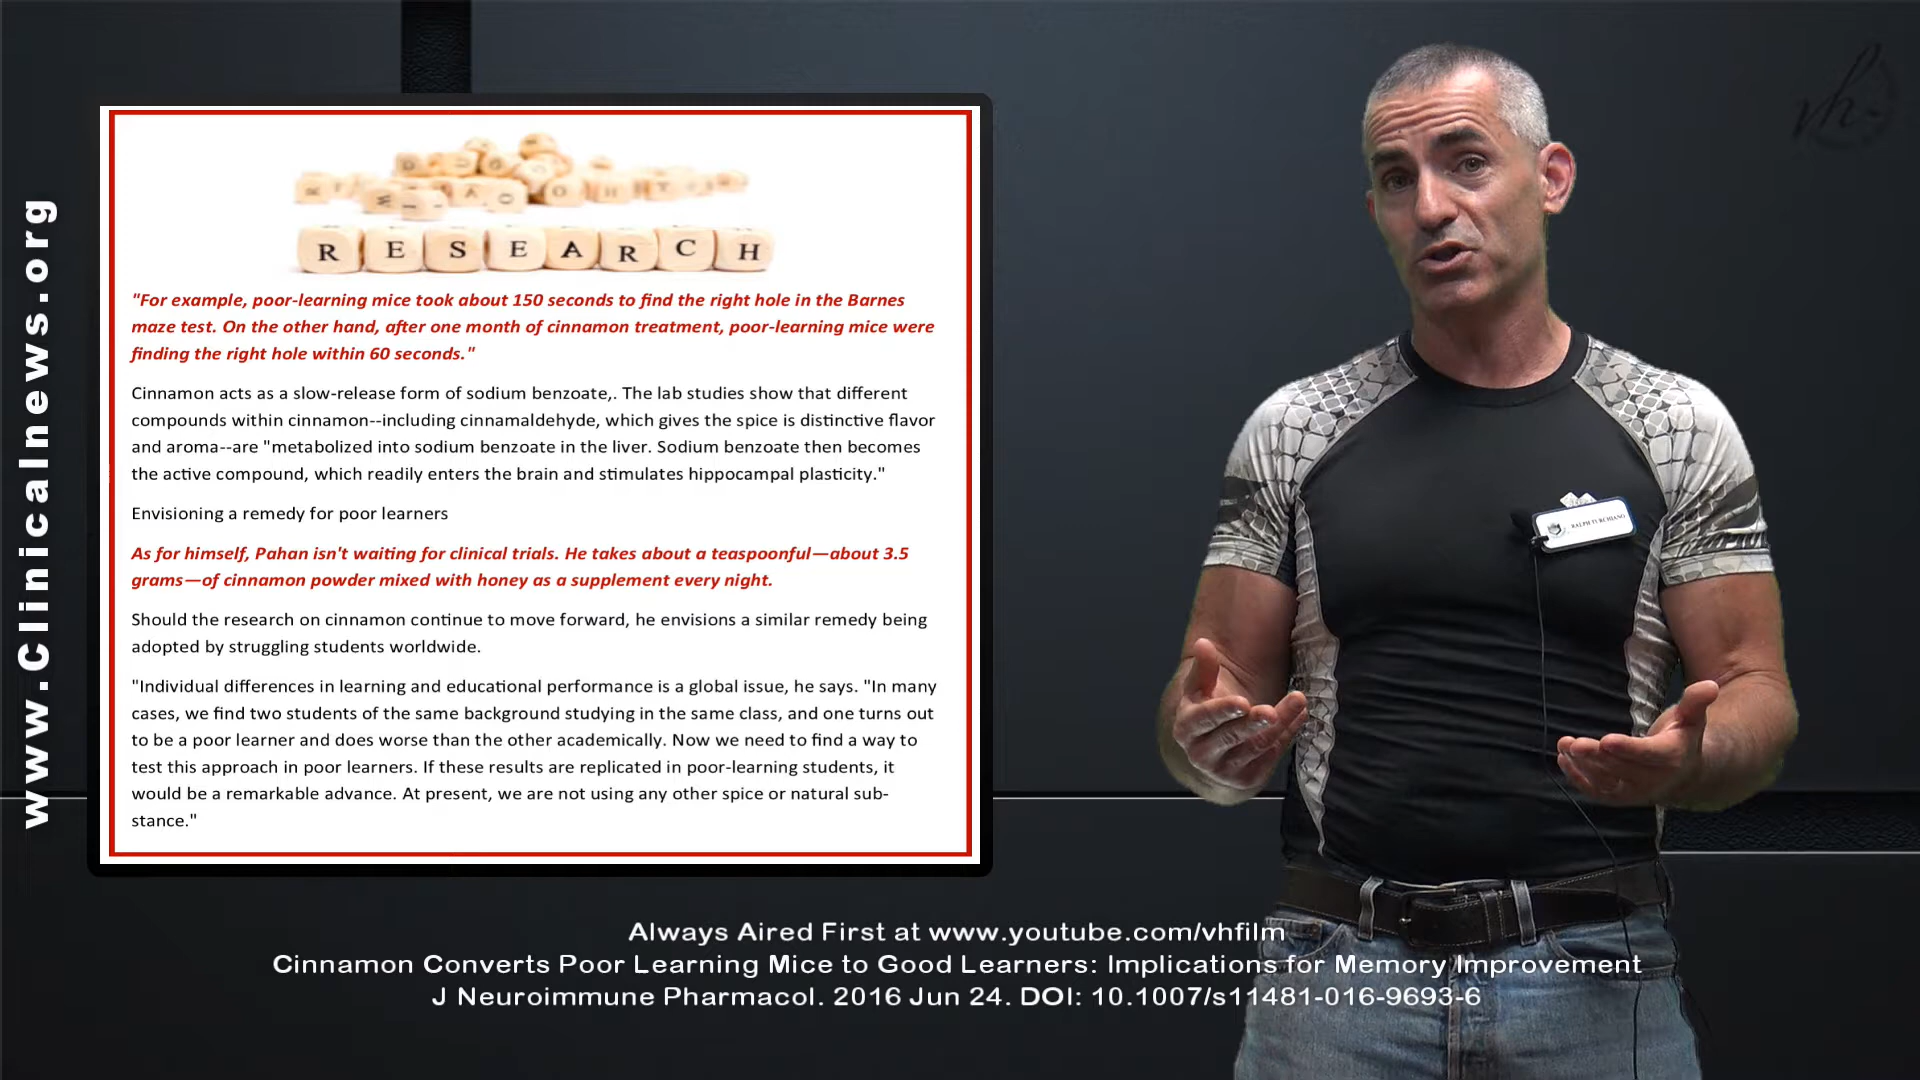 www.Clinicalnews.org
RESEARCH
"For example, poor-learning mice took about 150 seconds to find the right hole in the Barnes
maze test. On the other hand, after one month of cinnamon treatment, poor-learning mice were
finding the right hole within 60 seconds."
Cinnamon acts as a slow-release form of sodium benzoate,. The lab studies show that different
compounds within cinnamon--including cinnamaldehyde, which gives the spice is distinctive flavor
and aroma--are "metabolized into sodium benzoate in the liver. Sodium benzoate then becomes
the active compound, which readily enters the brain and stimulates hippocampal plasticity."
Envisioning a remedy for poor learners
As for himself, Pahan isn't waiting for clinical trials. He takes about a teaspoonful—about 3.5
grams—of cinnamon powder mixed with honey as a supplement every night.
Should the research on cinnamon continue to move forward, he envisions a similar remedy being
adopted by struggling students worldwide.
"Individual differences in learning and educational performance is a global issue, he says. "In many
cases, we find two students of the same background studying in the same class, and one turns out
to be a poor learner and does worse than the other academically. Now we need to find a way to
test this approach in poor learners. If these results are replicated in poor-learning students, it
would be a remarkable advance. At present, we are not using any other spice or natural sub-
stance."
vh
RALPH TURCHIANO
Always Aired First at www.youtube.com/vhfilm
Cinnamon Converts Poor Learning Mice to Good Learners: Implications for Memory Improvement
J Neuroimmune Pharmacol. 2016 Jun 24. DOI: 10.1007/s11481-016-9693-6